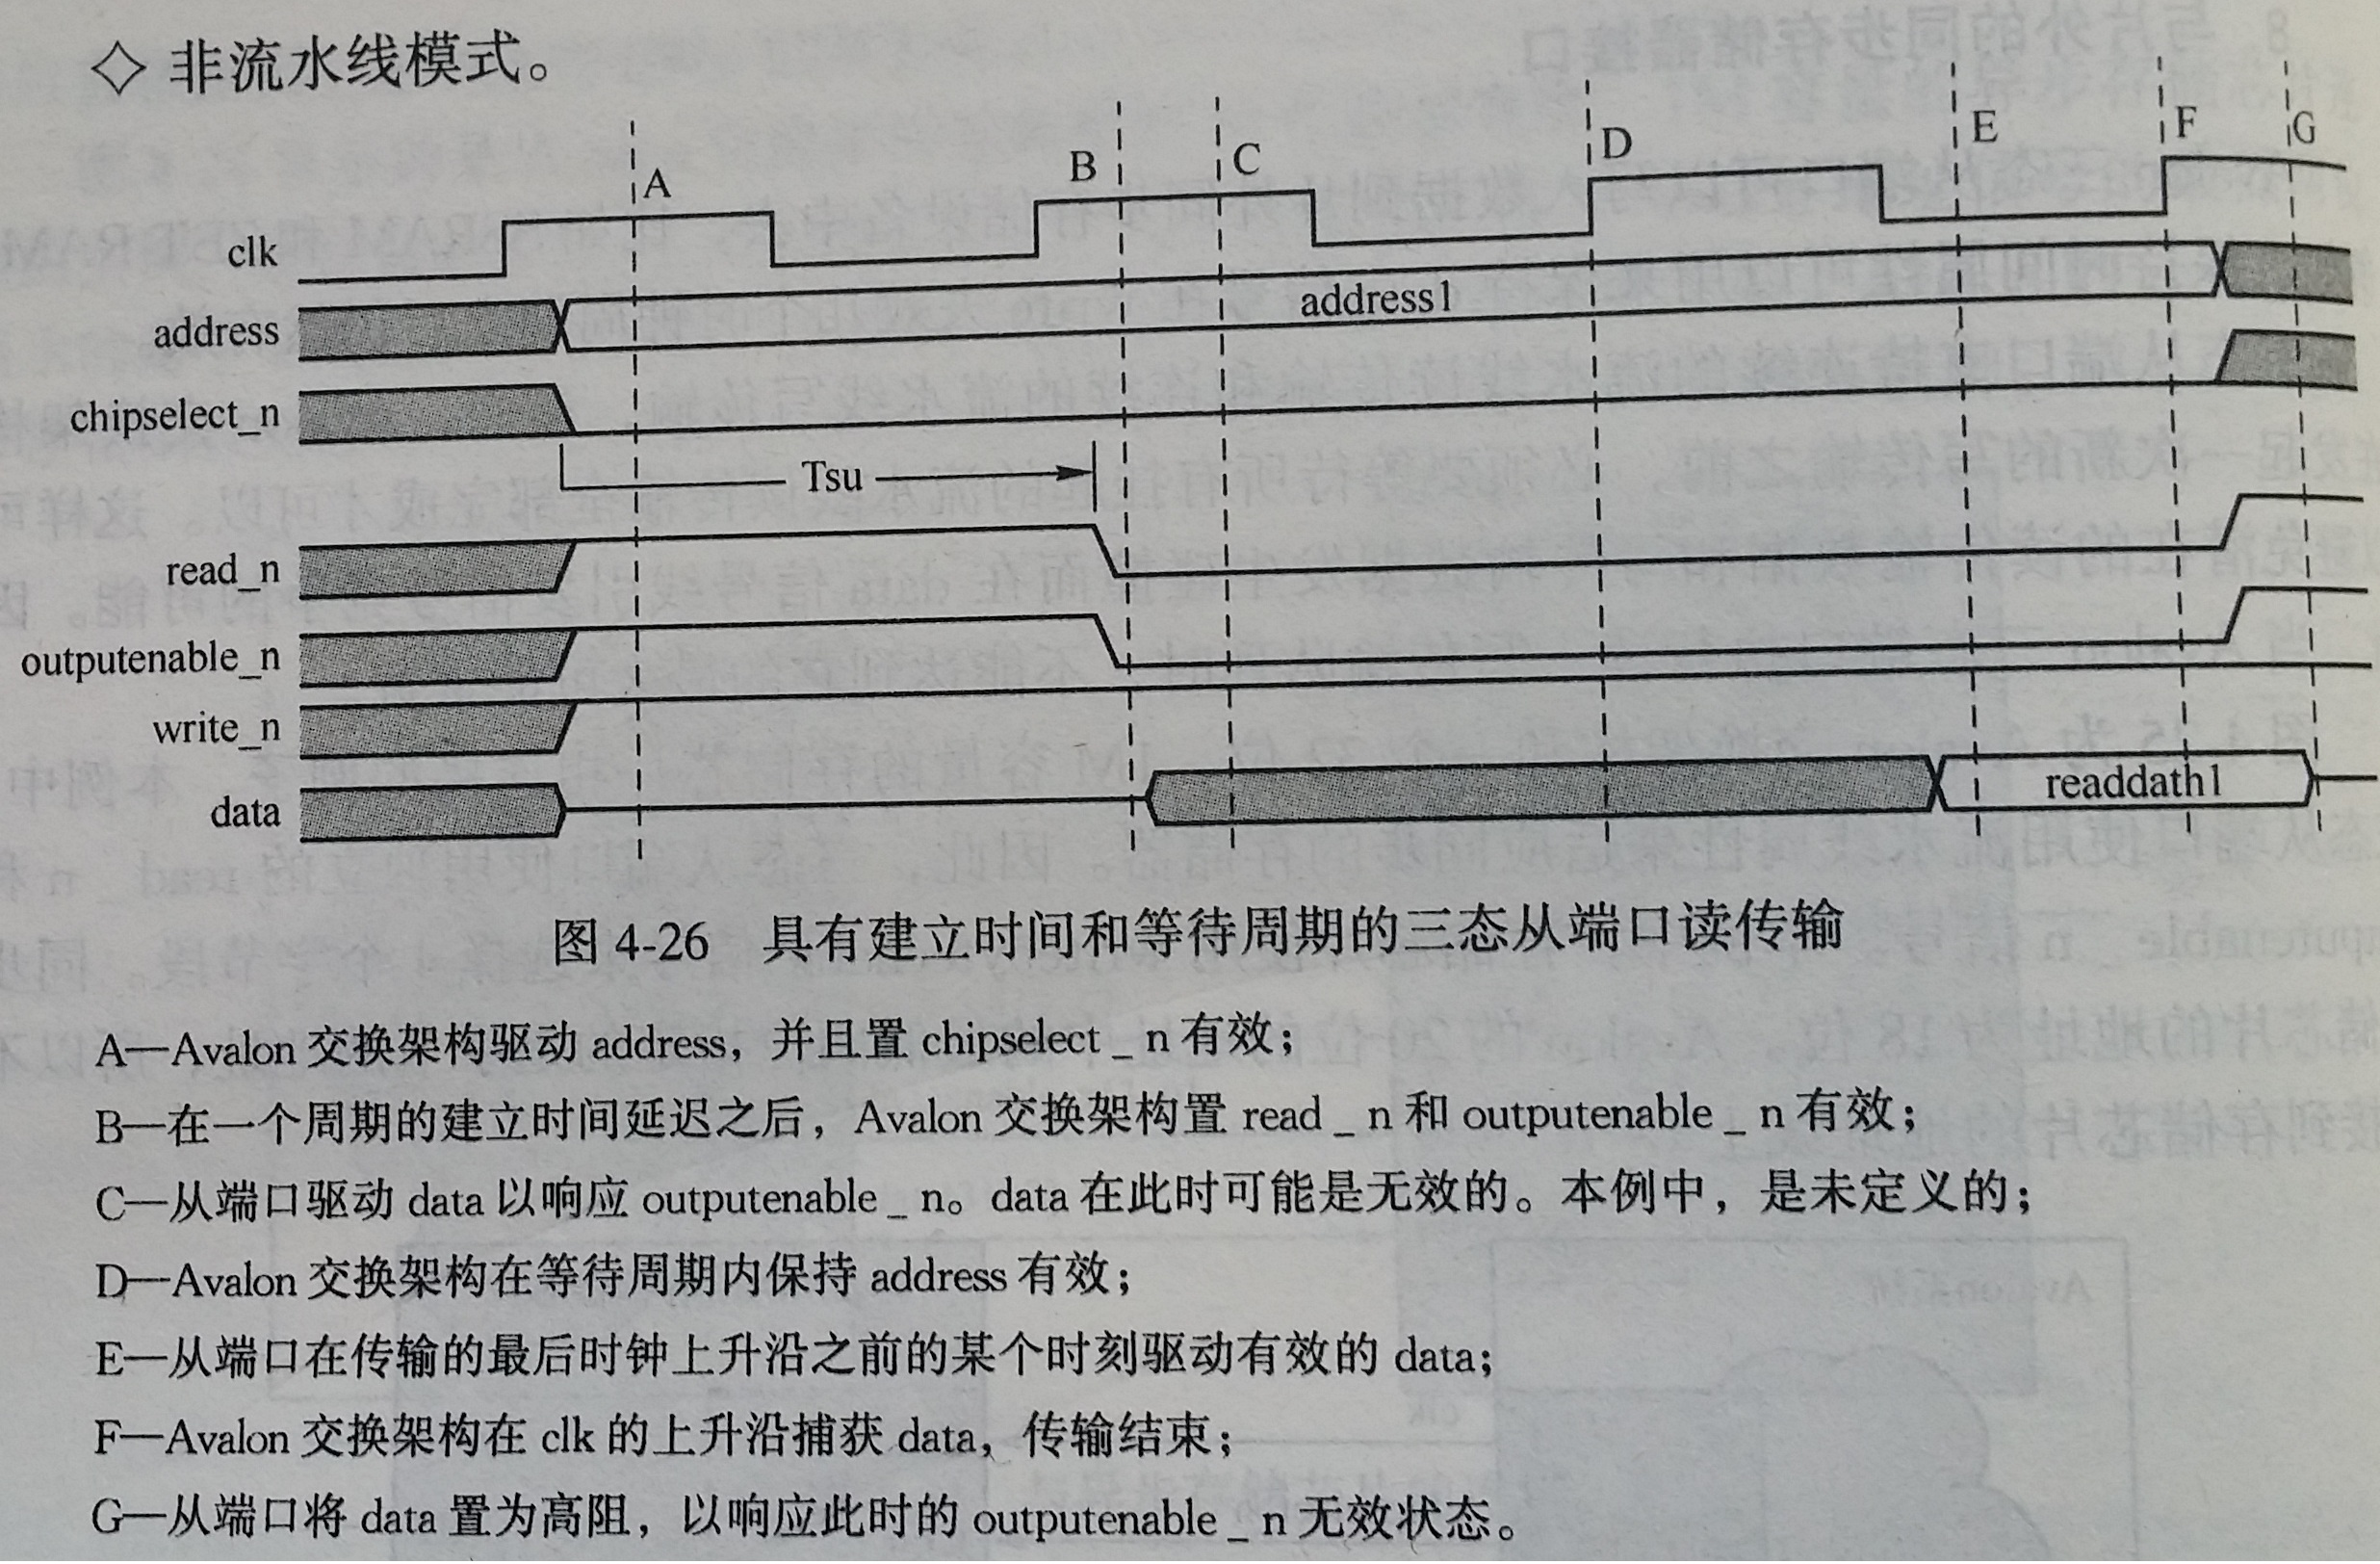 ◇ 非流水线模式。
A B C D E F G
clk
address address1
chipselect_n
Tsu
read_n
outputenable_n
write_n
data readdath1
图 4-26 具有建立时间和等待周期的三态从端口读传输
A—Avalon 交换架构驱动 address，并且置 chipselect_n 有效；
B—在一个周期的建立时间延迟之后，Avalon 交换架构置 read_n 和 outputenable_n 有效；
C—从端口驱动 data 以响应 outputenable_n。data 在此时可能是无效的。本例中，是未定义的；
D—Avalon 交换架构在等待周期内保持 address 有效；
E—从端口在传输的最后时钟上升沿之前的某个时刻驱动有效的 data；
F—Avalon 交换架构在 clk 的上升沿捕获 data，传输结束；
G—从端口将 data 置为高阻，以响应此时的 outputenable_n 无效状态。